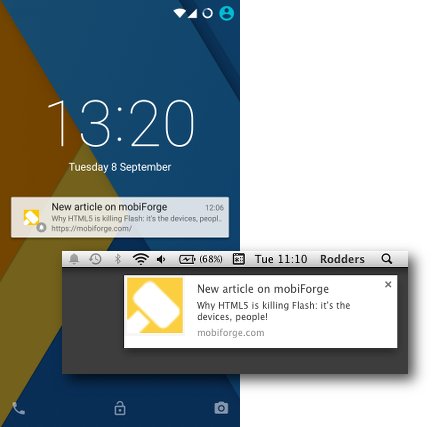 13:20
Tuesday 8 September
New article on mobiForge 12:06
Why HTML5 is killing Flash: it's the devices, peopl..
https://mobiforge.com/
(68%) Tue 11:10 Rodders
New article on mobiForge
Why HTML5 is killing Flash: it's the
devices, people!
mobiforge.com